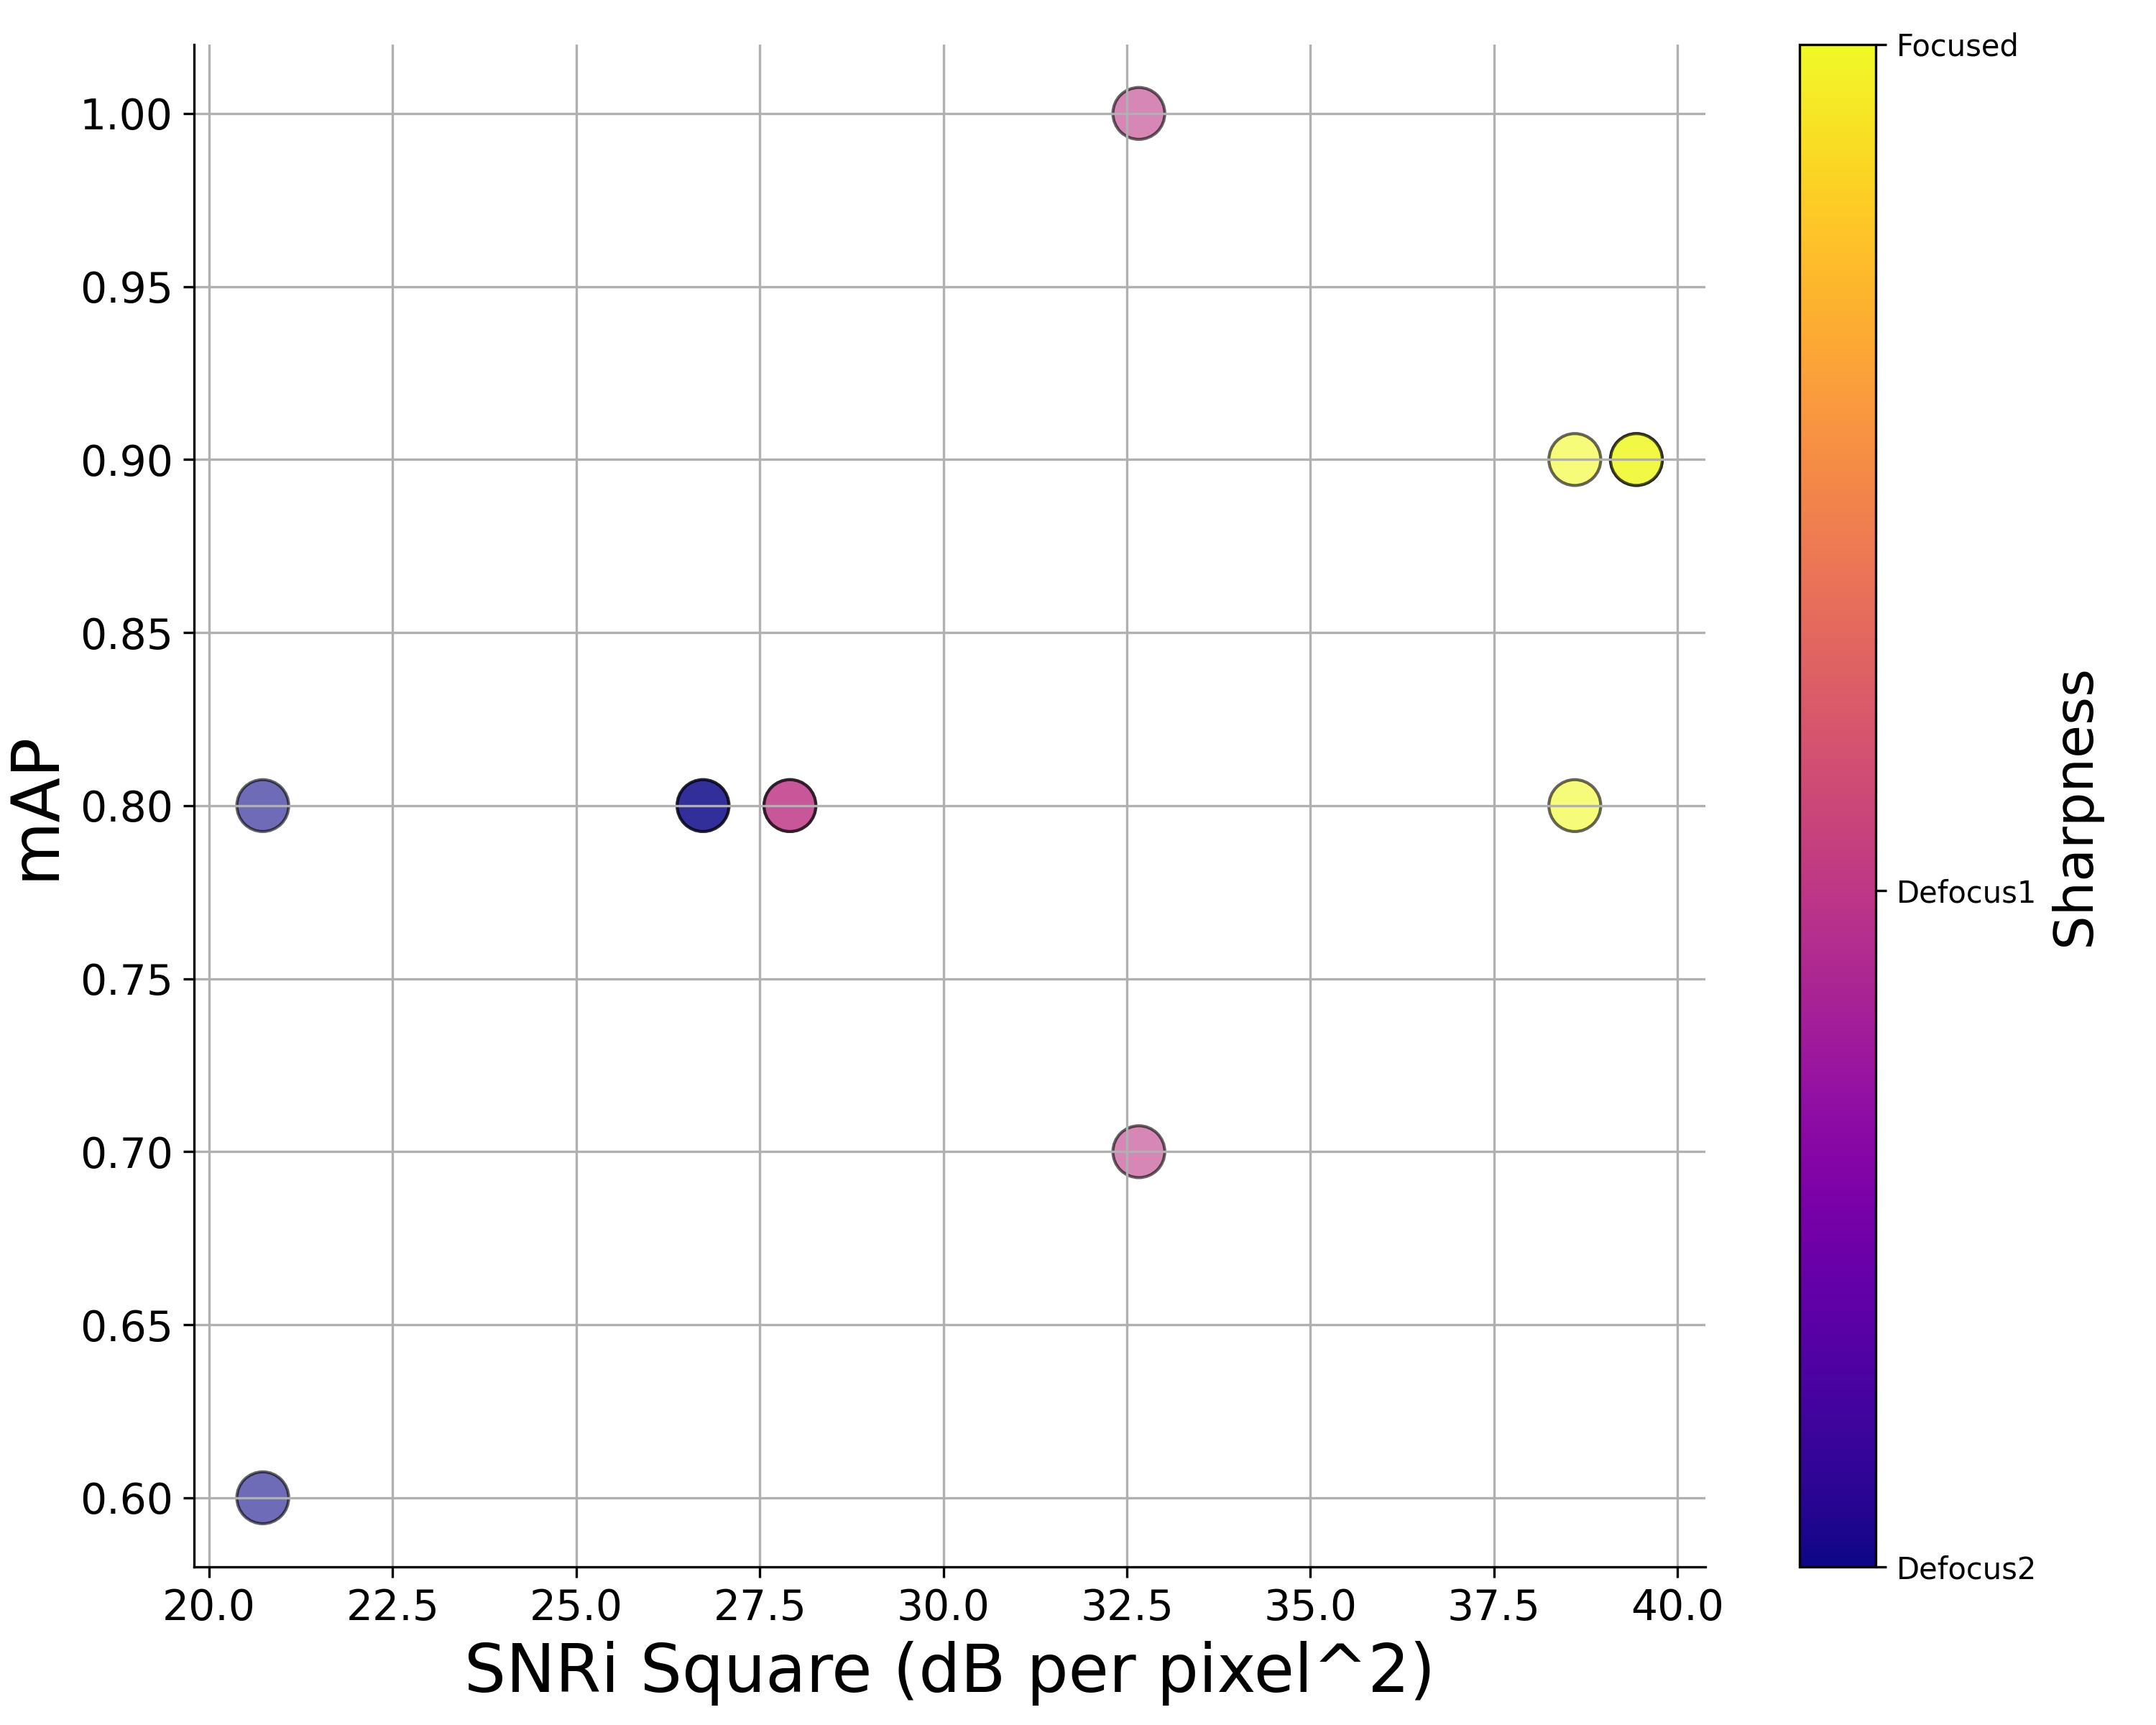 mAP
1.00
0.95
0.90
0.85
0.80
0.75
0.70
0.65
0.60
20.0 22.5 25.0 27.5 30.0 32.5 35.0 37.5 40.0
SNRi Square (dB per pixel^2)
Focused
Defocus1
Defocus2
Sharpness